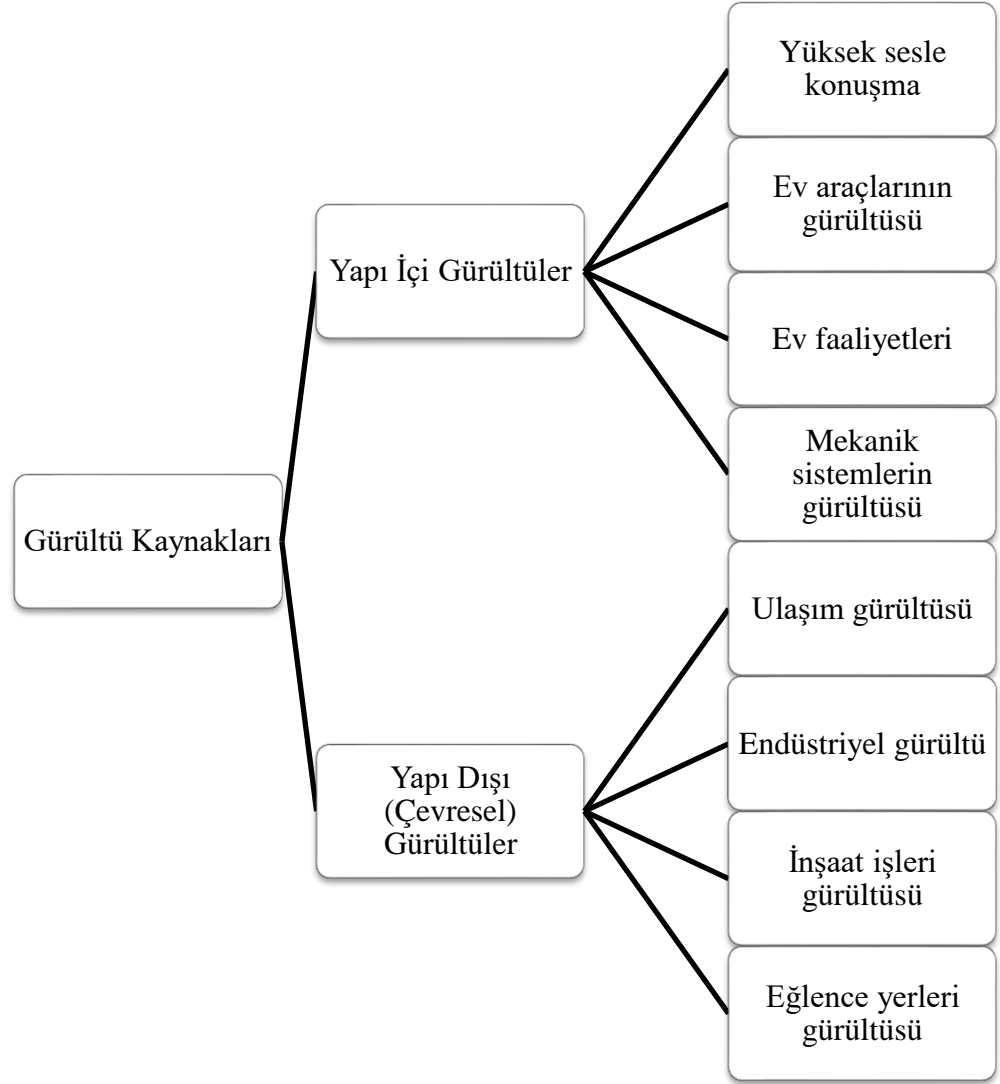 Gürültü Kaynakları
Yapı İçi Gürültüler
Yüksek sesle
konuşma
Ev araçlarının
gürültüsü
Ev faaliyetleri
Mekanik
sistemlerin
gürültüsü
Yapı Dışı
(Çevresel)
Gürültüler
Ulaşım gürültüsü
Endüstriyel gürültü
İnşaat işleri
gürültüsü
Eğlence yerleri
gürültüsü